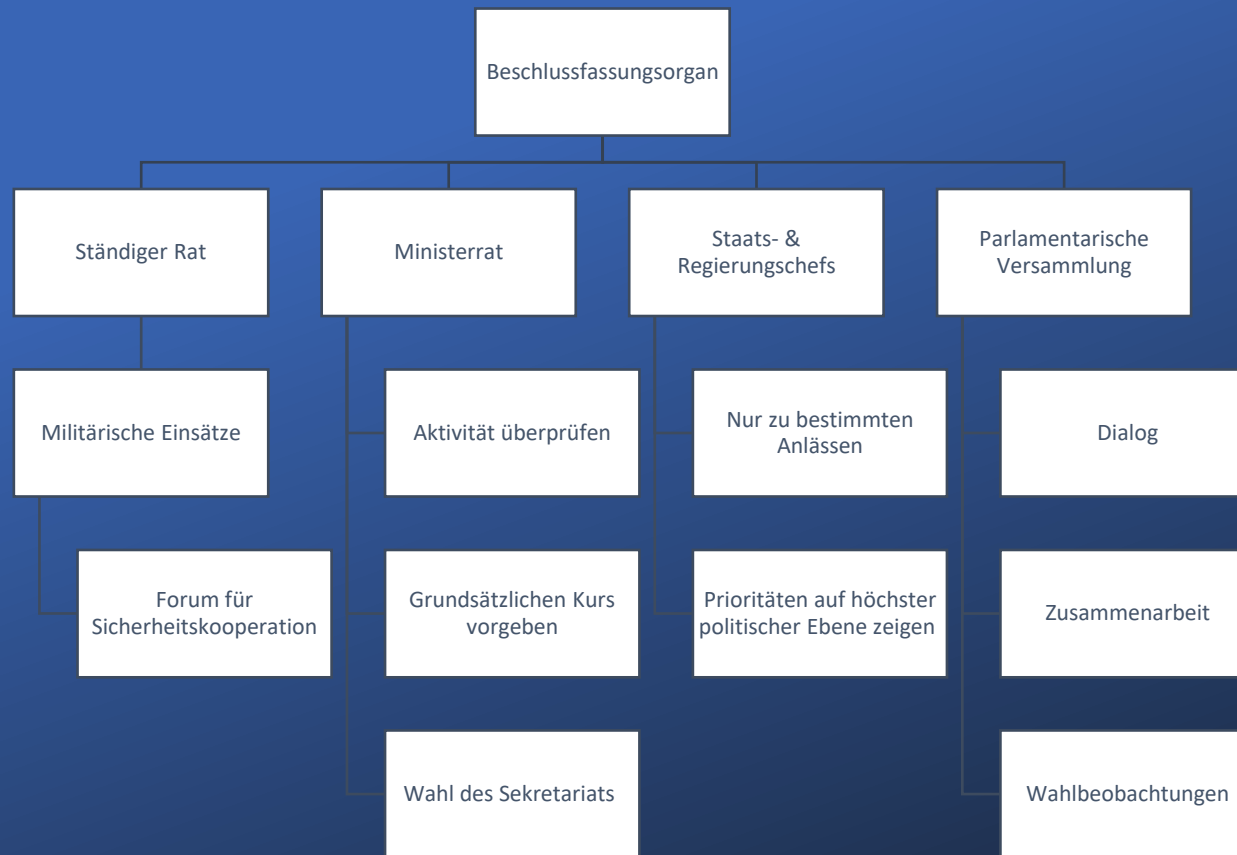 Beschlussfassungsorgan
Ständiger Rat
Ministerrat
Staats- &
Regierungschefs
Parlamentarische
Versammlung
Militärische Einsätze
Aktivität überprüfen
Nur zu bestimmten
Anlässen
Dialog
Forum für
Sicherheitskooperation
Grundsätzlichen Kurs
vorgeben
Prioritäten auf höchster
politischer Ebene zeigen
Zusammenarbeit
Wahl des Sekretariats
Wahlbeobachtungen